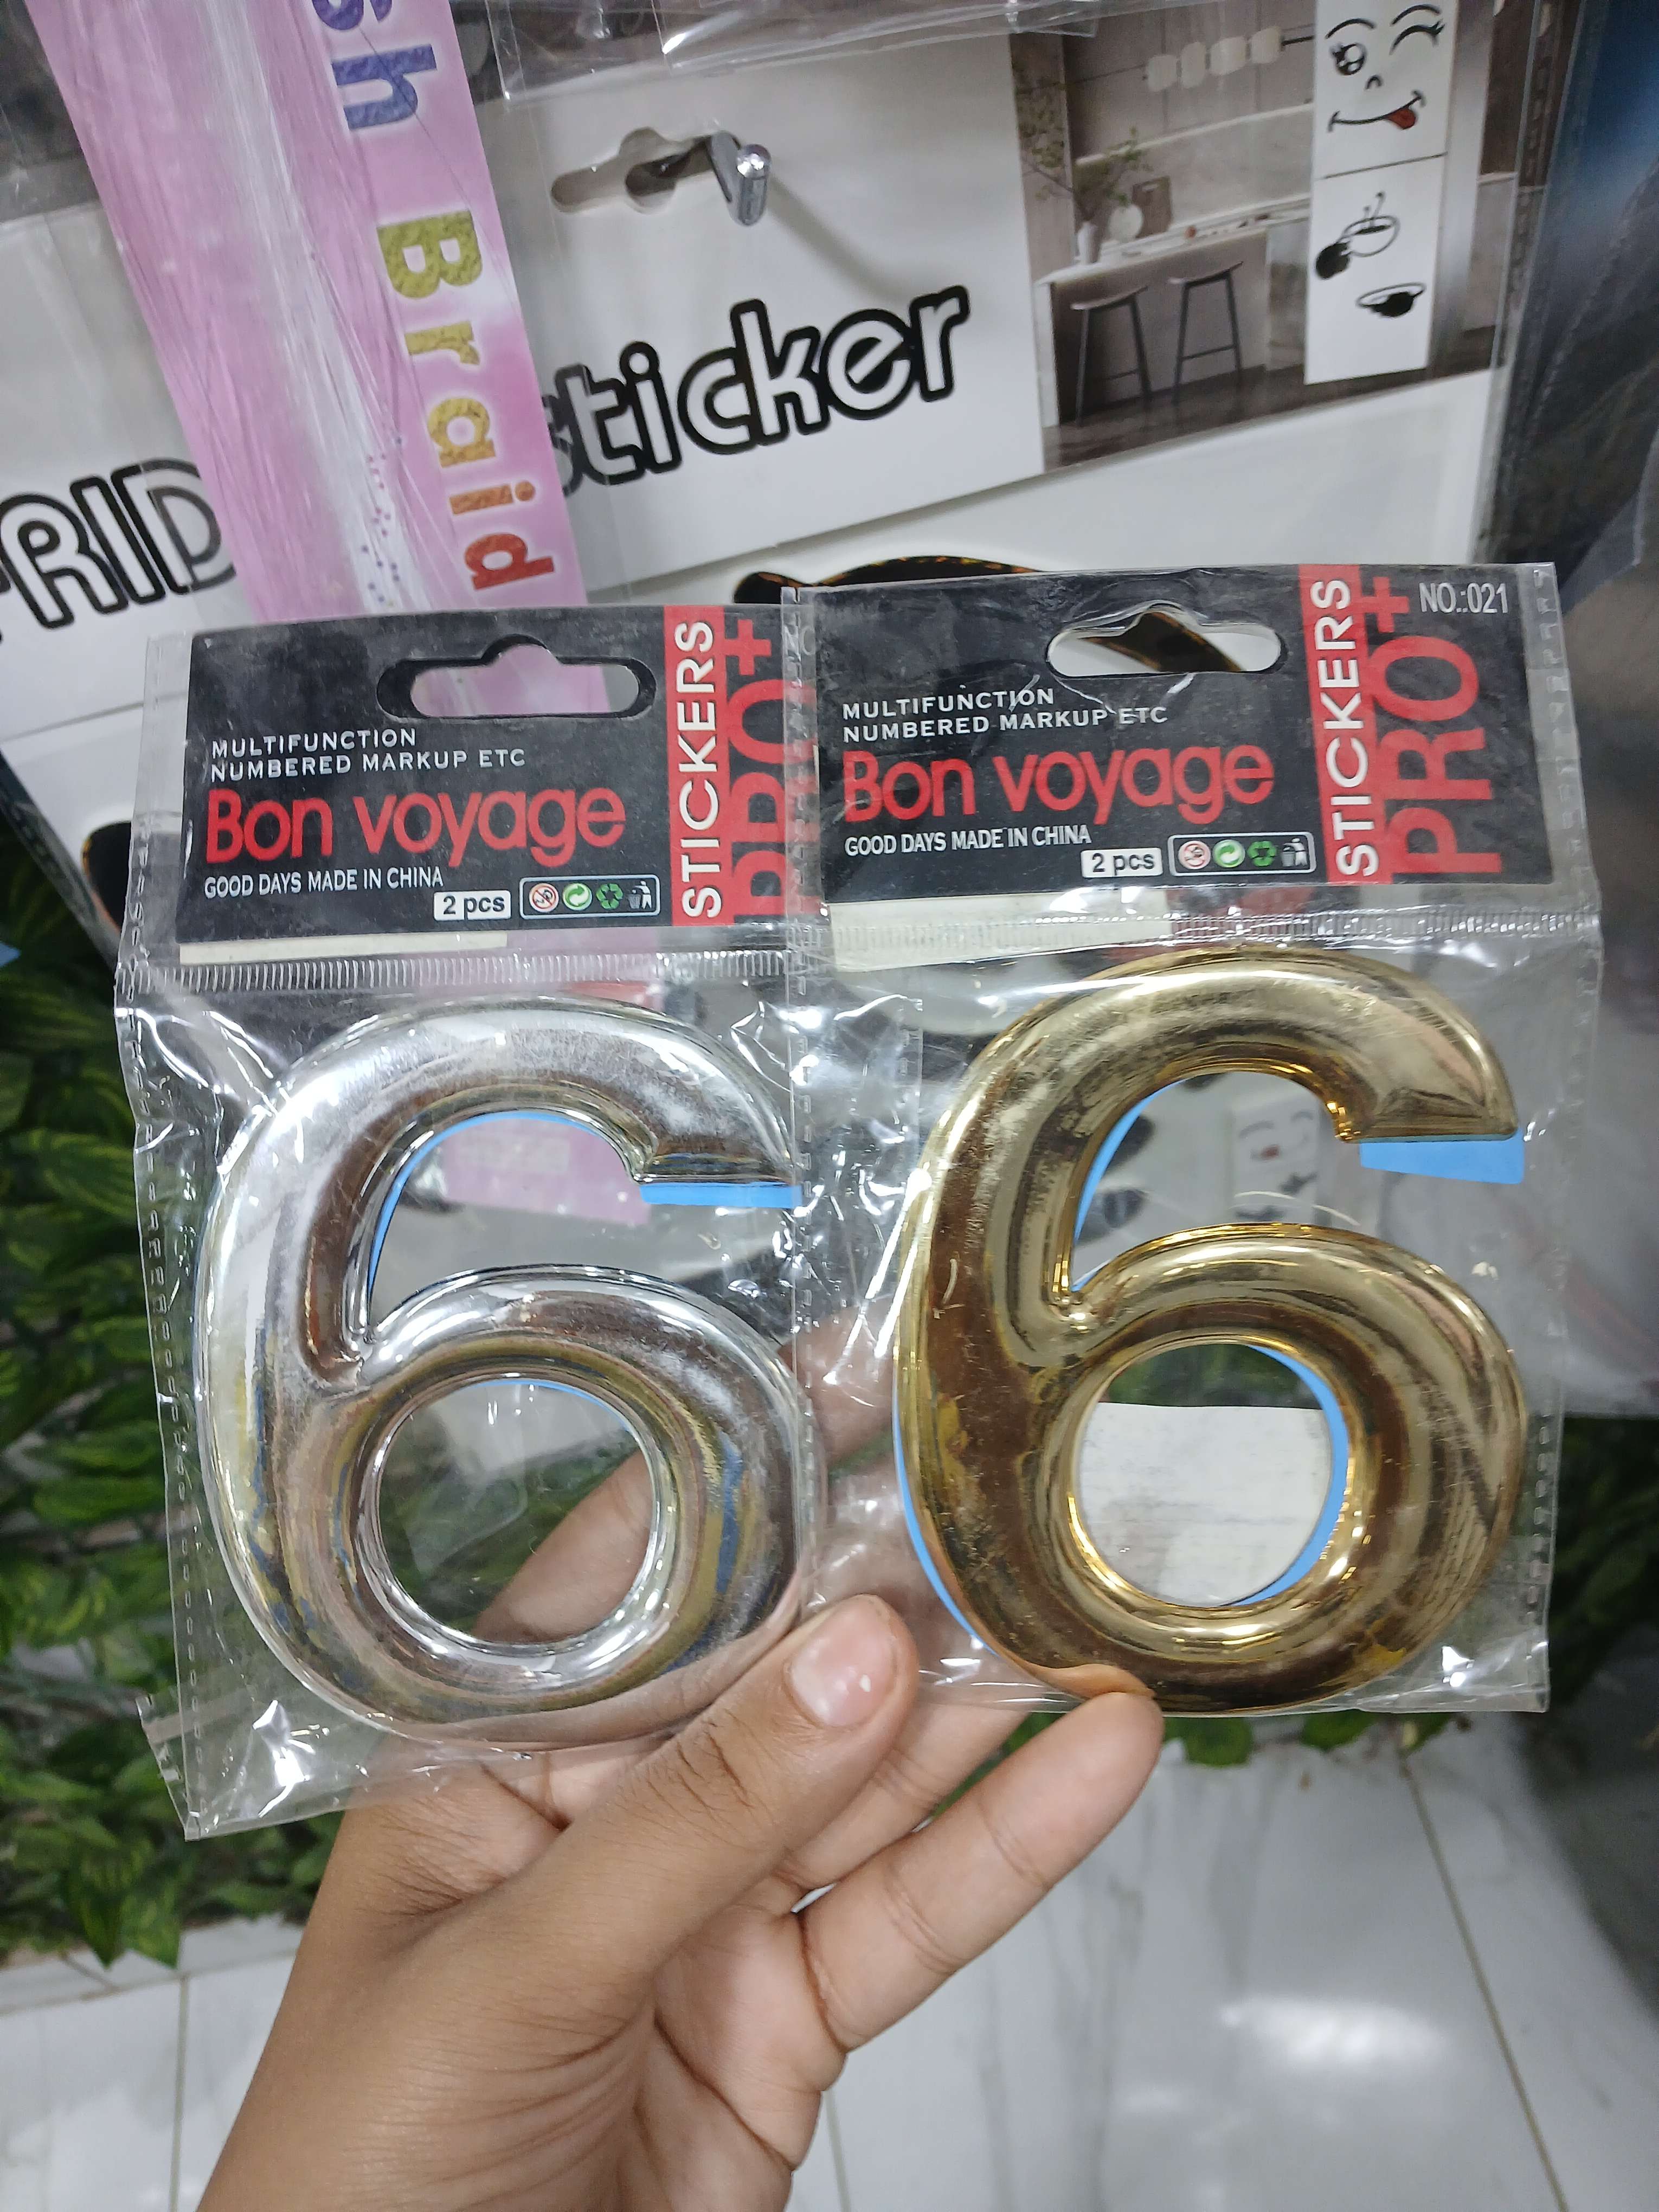 sh Braid
RID
sticker
MULTIFUNCTION
NUMBERED MARKUP ETC
Bon voyage
GOOD DAYS MADE IN CHINA
2 pcs
STICKERS
PRO+
MULTIFUNCTION
NUMBERED MARKUP ETC
Bon voyage
GOOD DAYS MADE IN CHINA
2 pcs
STICKERS
PRO+
NO.:021
6
6